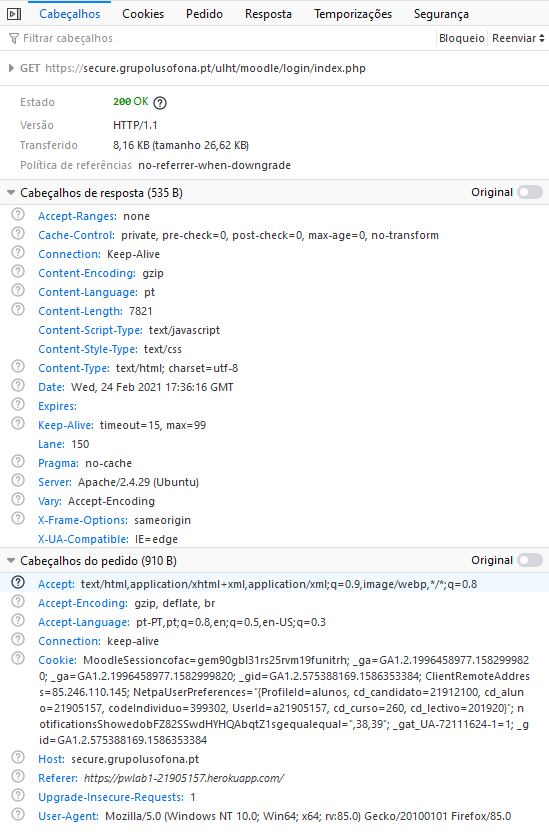 Cabeçalhos Cookies Pedido Resposta Temporizações Segurança
Filtrar cabeçalhos Bloqueio Reenviar
GET https://secure.grupolusofona.pt/ulht/moodle/login/index.php
Estado 200 OK
Versão HTTP/1.1
Transferido 8,16 KB (tamanho 26,62 KB)
Política de referências no-referrer-when-downgrade
Cabeçalhos de resposta (535 B) Original
Accept-Ranges: none
Cache-Control: private, pre-check=0, post-check=0, max-age=0, no-transform
Connection: Keep-Alive
Content-Encoding: gzip
Content-Language: pt
Content-Length: 7821
Content-Script-Type: text/javascript
Content-Style-Type: text/css
Content-Type: text/html; charset=utf-8
Date: Wed, 24 Feb 2021 17:36:16 GMT
Expires:
Keep-Alive: timeout=15, max=99
Lane: 150
Pragma: no-cache
Server: Apache/2.4.29 (Ubuntu)
Vary: Accept-Encoding
X-Frame-Options: sameorigin
X-UA-Compatible: IE=edge
Cabeçalhos do pedido (910 B) Original
Accept: text/html,application/xhtml+xml,application/xml;q=0.9,image/webp,*/*;q=0.8
Accept-Encoding: gzip, deflate, br
Accept-Language: pt-PT,pt;q=0.8,en;q=0.5,en-US;q=0.3
Connection: keep-alive
Cookie: MoodleSessioncofac=gem90gbl31rs25rvm19funitrh; _ga=GA1.2.1996458977.158299982
0; _ga=GA1.2.1996458977.1582999820; _gid=GA1.2.575388169.1586353384; ClientRemoteAddres
s=85.246.110.145; NetpaUserPreferences="{ProfileId=alunos, cd_candidato=21912100, cd_alu
no=21905157, codeIndividuo=399302, UserId=a21905157, cd_curso=260, cd_lectivo=201920}"; n
otificationsShowedobFZ82SSwdHYHQAbqtZ1sgequalequal=",38,39"; _gat_UA-72111624-1=1; _g
id=GA1.2.575388169.1586353384
Host: secure.grupolusofona.pt
Referer: https://pwlab1-21905157.herokuapp.com/
Upgrade-Insecure-Requests: 1
User-Agent: Mozilla/5.0 (Windows NT 10.0; Win64; x64; rv:85.0) Gecko/20100101 Firefox/85.0